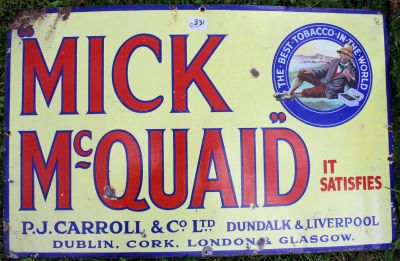 331
"MICK
THE · BEST · TOBACCO · IN · THE · WORLD
McQUAID"
IT
SATISFIES
P.J. CARROLL & Co. LTD. DUNDALK & LIVERPOOL
DUBLIN, CORK, LONDON & GLASGOW.